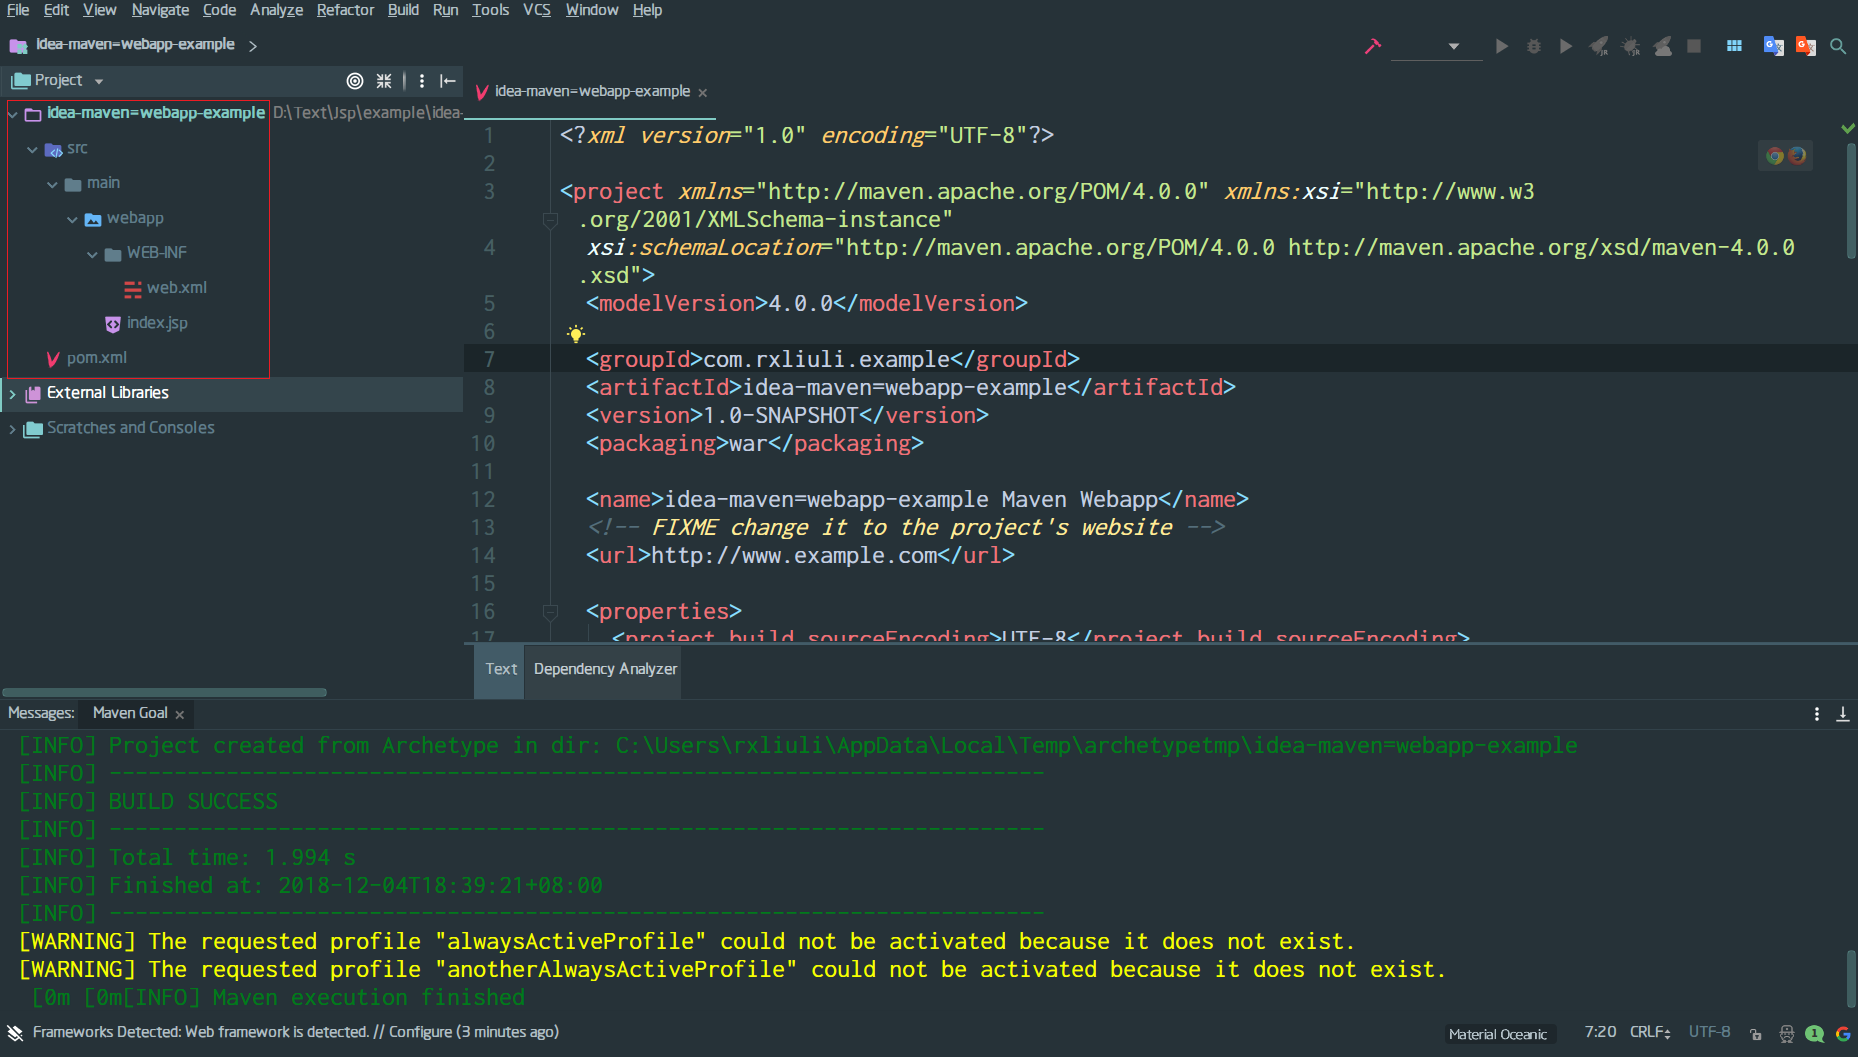 File Edit View Navigate Code Analyze Refactor Build Run Tools VCS Window Help
idea-maven=webapp-example
Project
idea-maven=webapp-example D:\Text\Jsp\example\idea-
src
main
webapp
WEB-INF
web.xml
index.jsp
pom.xml
External Libraries
Scratches and Consoles
idea-maven=webapp-example
1 <?xml version="1.0" encoding="UTF-8"?>
2
3 <project xmlns="http://maven.apache.org/POM/4.0.0" xmlns:xsi="http://www.w3
.org/2001/XMLSchema-instance"
4 xsi:schemaLocation="http://maven.apache.org/POM/4.0.0 http://maven.apache.org/xsd/maven-4.0.0
.xsd">
5 <modelVersion>4.0.0</modelVersion>
6
7 <groupId>com.rxliuli.example</groupId>
8 <artifactId>idea-maven=webapp-example</artifactId>
9 <version>1.0-SNAPSHOT</version>
10 <packaging>war</packaging>
11
12 <name>idea-maven=webapp-example Maven Webapp</name>
13 <!-- FIXME change it to the project's website -->
14 <url>http://www.example.com</url>
15
16 <properties>
17 <project.build.sourceEncoding>UTF-8</project.build.sourceEncoding>
Text Dependency Analyzer
Messages: Maven Goal
[INFO] Project created from Archetype in dir: C:\Users\rxliuli\AppData\Local\Temp\archetypetmp\idea-maven=webapp-example
[INFO] ------------------------------------------------------------------------
[INFO] BUILD SUCCESS
[INFO] ------------------------------------------------------------------------
[INFO] Total time: 1.994 s
[INFO] Finished at: 2018-12-04T18:39:21+08:00
[INFO] ------------------------------------------------------------------------
[WARNING] The requested profile "alwaysActiveProfile" could not be activated because it does not exist.
[WARNING] The requested profile "anotherAlwaysActiveProfile" could not be activated because it does not exist.
[0m [0m[INFO] Maven execution finished
Frameworks Detected: Web framework is detected. // Configure (3 minutes ago)
Material Oceanic 7:20 CRLF UTF-8 1